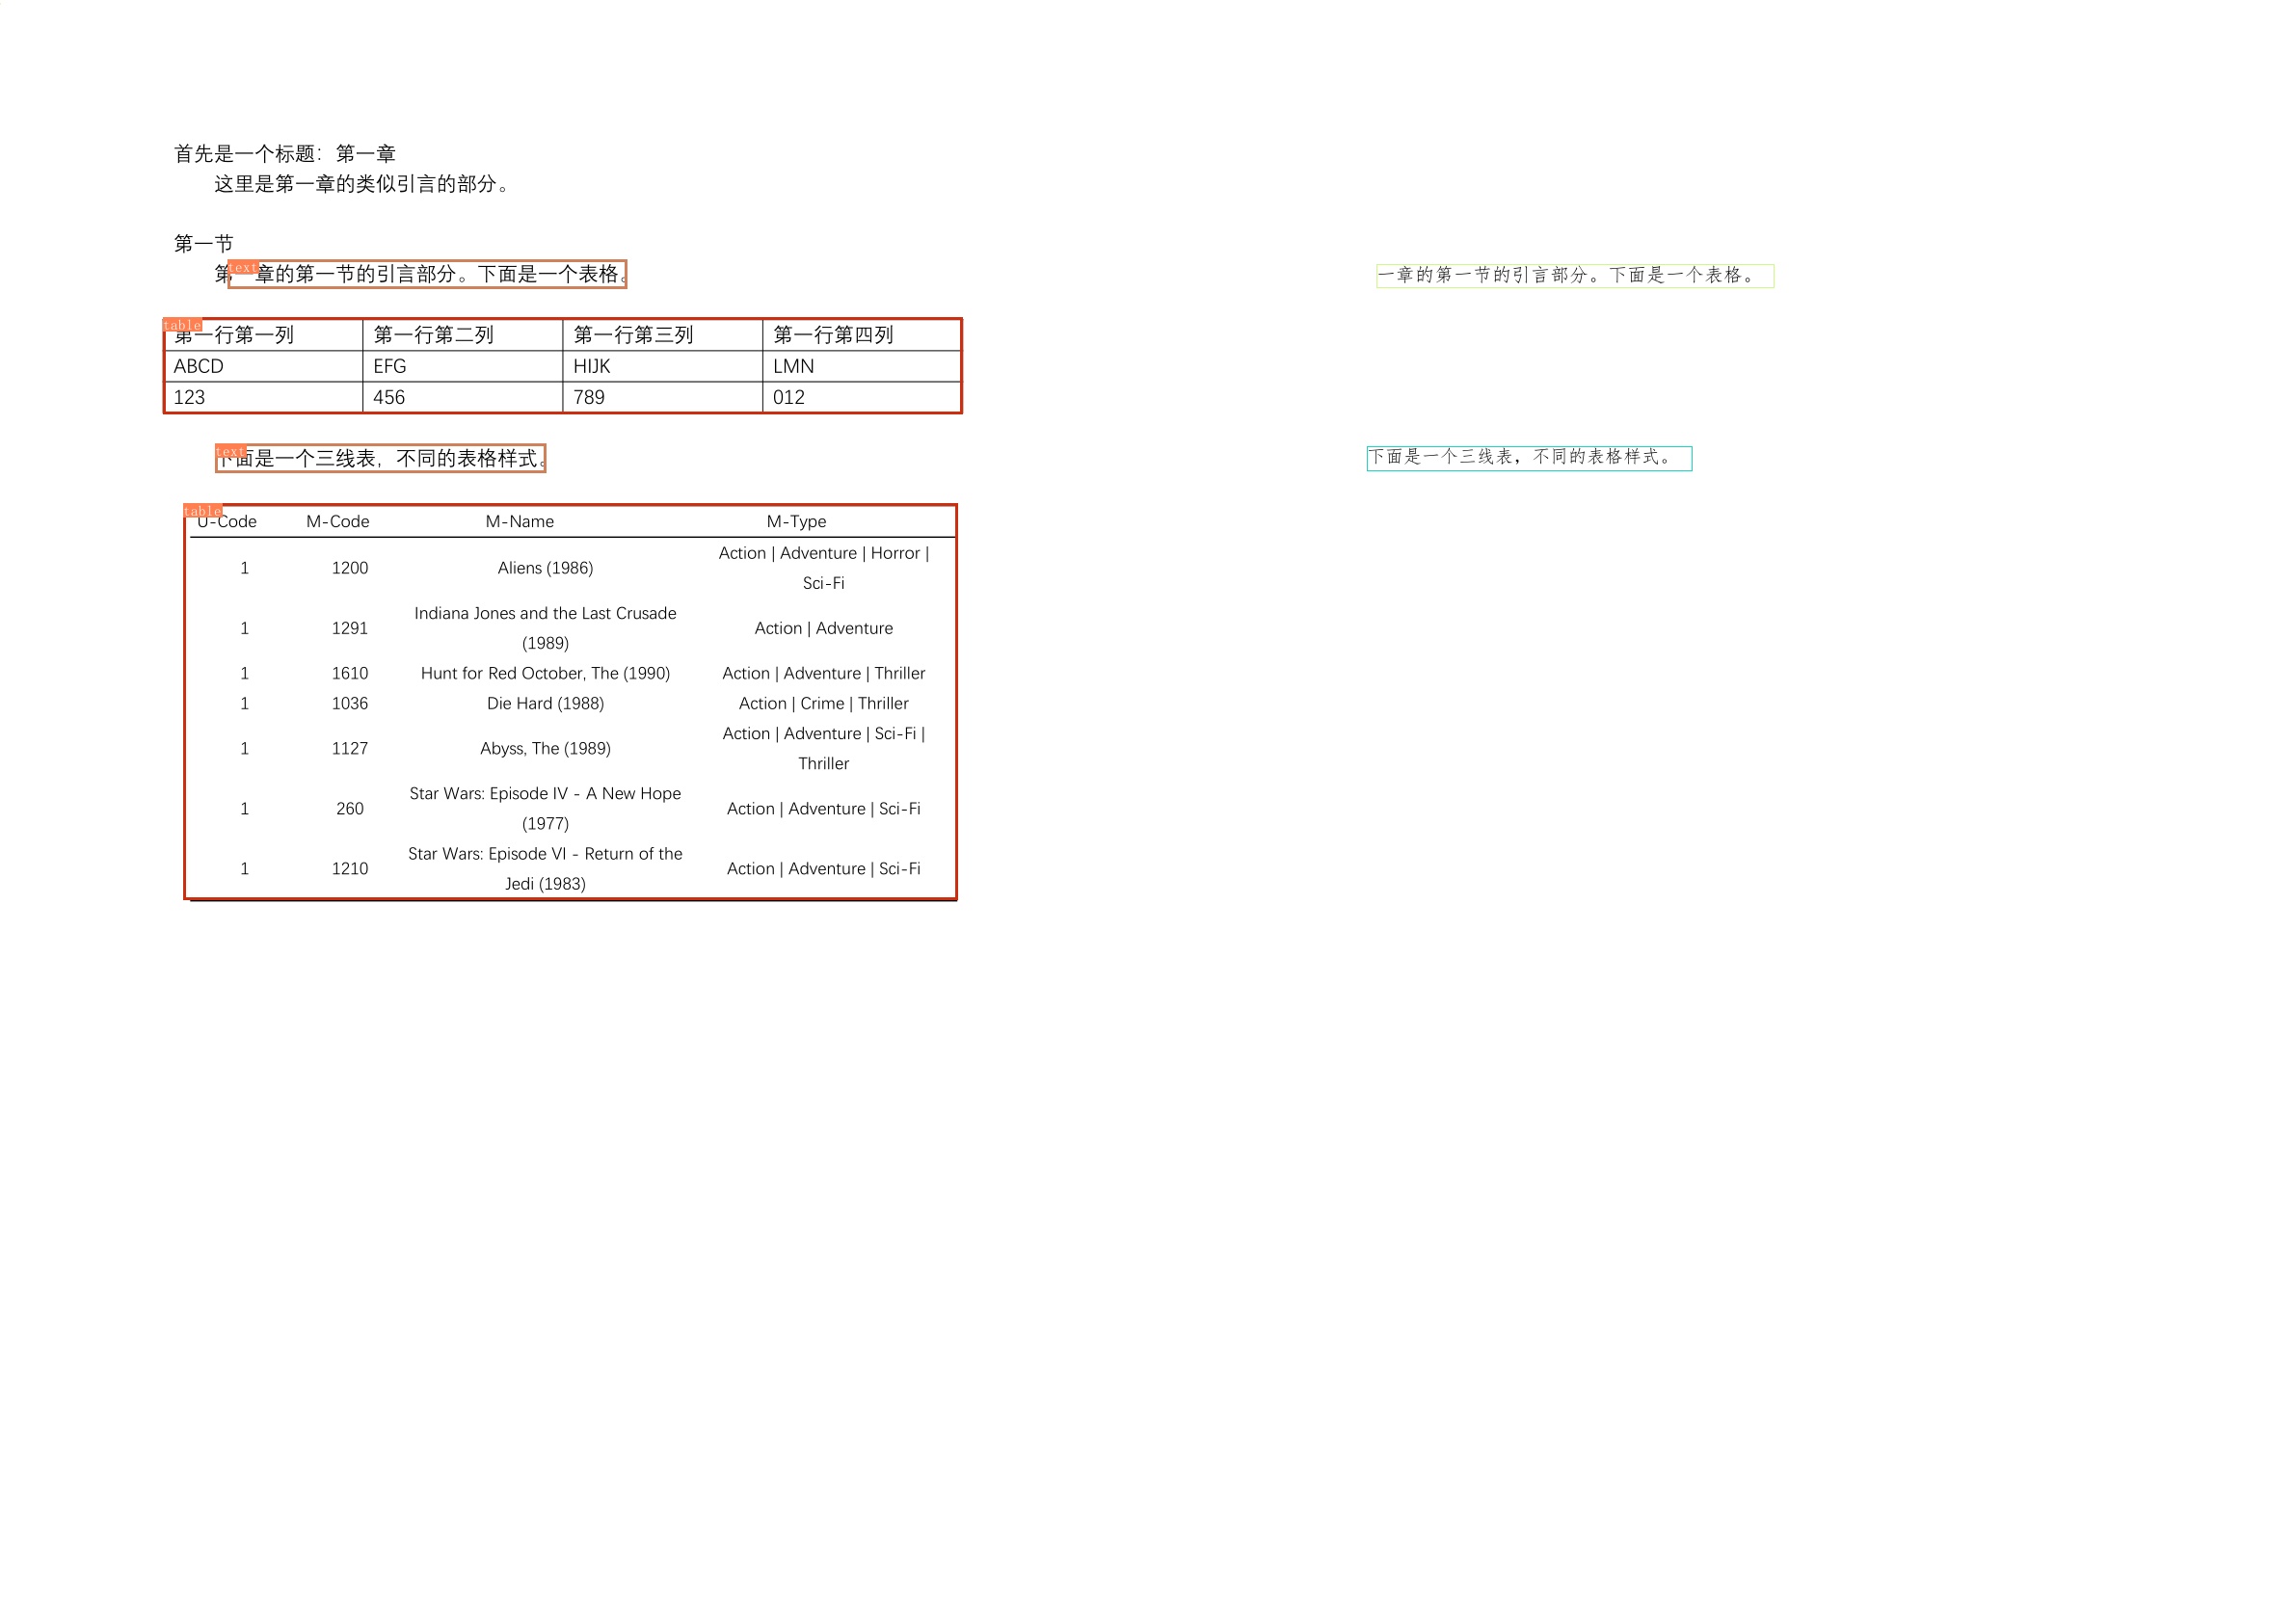 首先是一个标题：第一章
这里是第一章的类似引言的部分。
第一节
text
第 章的第一节的引言部分。下面是一个表格。
一章的第一节的引言部分。下面是一个表格。
table
第一行第一列 第一行第二列 第一行第三列 第一行第四列
ABCD EFG HIJK LMN
123 456 789 012
text
下面是一个三线表，不同的表格样式。
下面是一个三线表，不同的表格样式。
table
U-Code M-Code M-Name M-Type
1 1200 Aliens (1986) Action | Adventure | Horror |
Sci-Fi
1 1291 Indiana Jones and the Last Crusade
(1989) Action | Adventure
1 1610 Hunt for Red October, The (1990) Action | Adventure | Thriller
1 1036 Die Hard (1988) Action | Crime | Thriller
1 1127 Abyss, The (1989) Action | Adventure | Sci-Fi |
Thriller
1 260 Star Wars: Episode IV - A New Hope
(1977) Action | Adventure | Sci-Fi
1 1210 Star Wars: Episode VI - Return of the
Jedi (1983) Action | Adventure | Sci-Fi